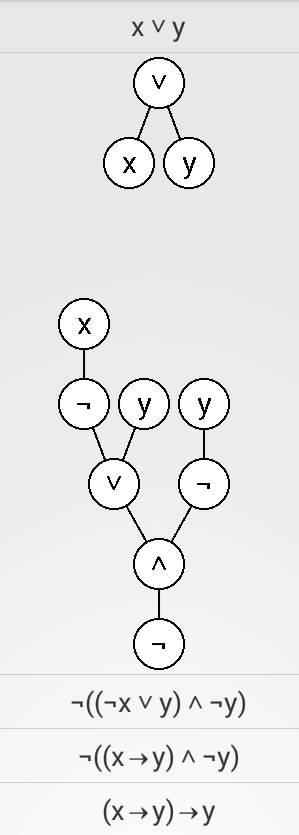 x ∨ y
∨
x y
x
¬ y y
∨ ¬
∧
¬
¬((¬x ∨ y) ∧ ¬y)
¬((x→y) ∧ ¬y)
(x→y)→y